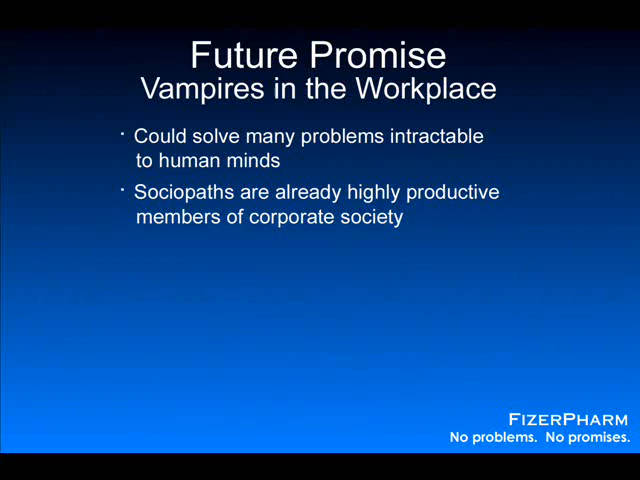 Future Promise
Vampires in the Workplace
· Could solve many problems intractable
to human minds
· Sociopaths are already highly productive
members of corporate society
FIZERPHARM
No problems.  No promises.